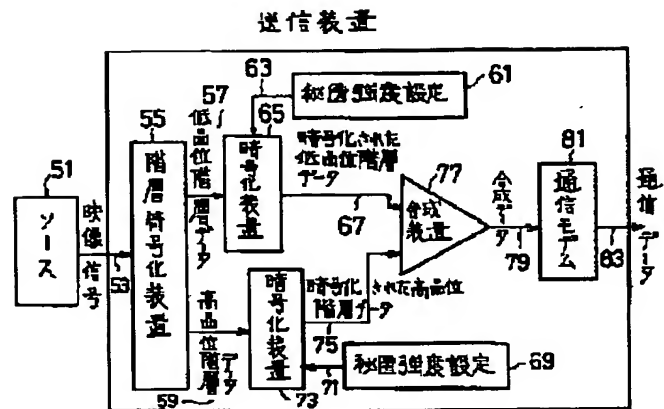 送信装置
51
ソース
映像信号
53
55
階層符号化装置
57
低品位階層データ
59
高品位階層データ
61
秘匿強度設定
63
65
暗号化装置
暗号化された低品位階層データ
67
69
秘匿強度設定
71
73
暗号化装置
75
暗号化された高品位階層データ
77
合成装置
79
合成データ
81
通信モデム
83
通信データ